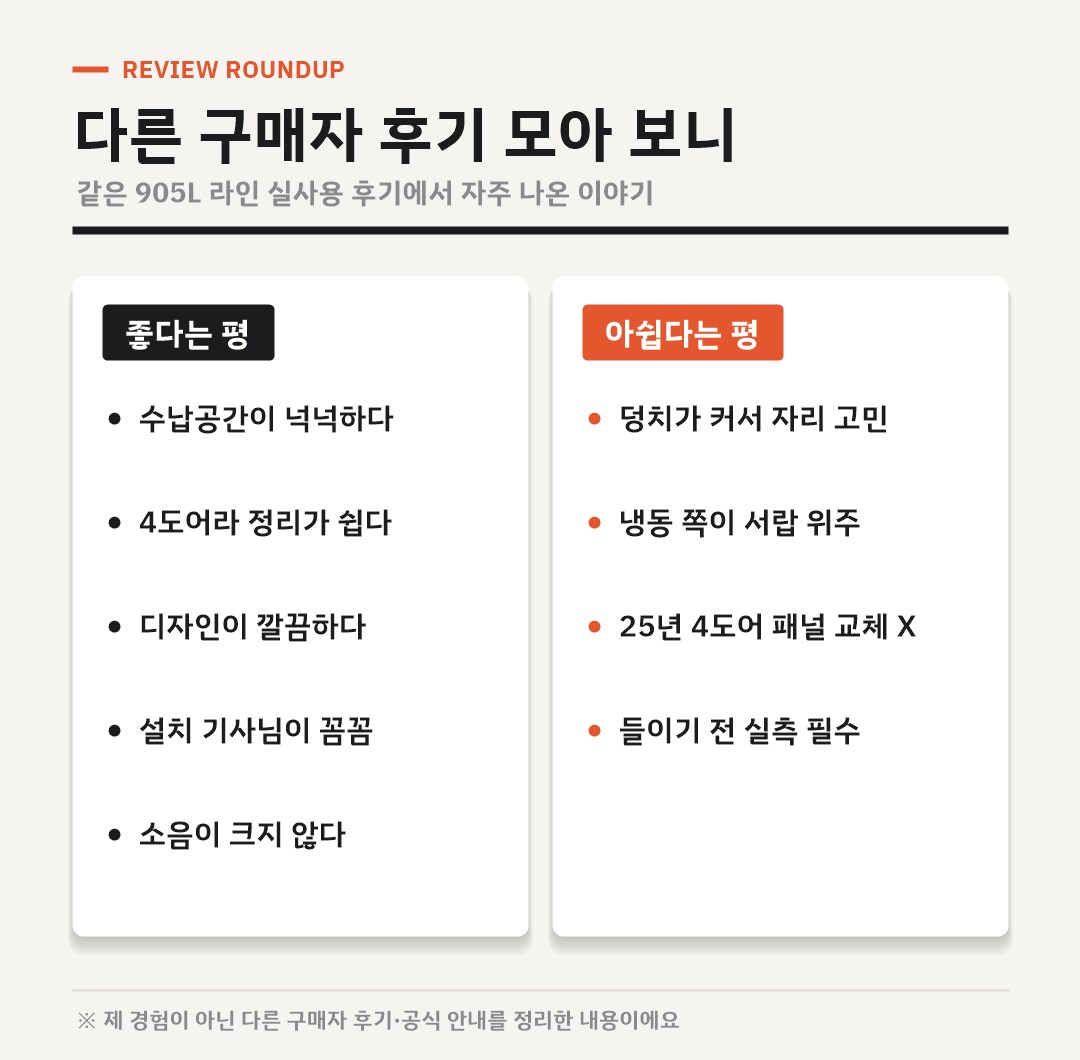 REVIEW ROUNDUP
다른 구매자 후기 모아 보니
같은 905L 라인 실사용 후기에서 자주 나온 이야기
좋다는 평
• 수납공간이 넉넉하다
• 4도어라 정리가 쉽다
• 디자인이 깔끔하다
• 설치 기사님이 꼼꼼
• 소음이 크지 않다
아쉽다는 평
• 덩치가 커서 자리 고민
• 냉동 쪽이 서랍 위주
• 25년 4도어 패널 교체 X
• 들이기 전 실측 필수
※ 제 경험이 아닌 다른 구매자 후기·공식 안내를 정리한 내용이에요